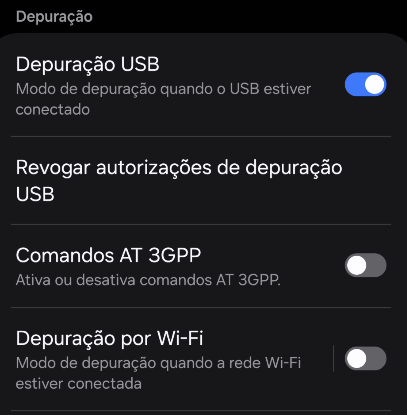 Depuração
Depuração USB
Modo de depuração quando o USB estiver
conectado
Revogar autorizações de depuração
USB
Comandos AT 3GPP
Ativa ou desativa comandos AT 3GPP.
Depuração por Wi-Fi
Modo de depuração quando a rede Wi-Fi
estiver conectada